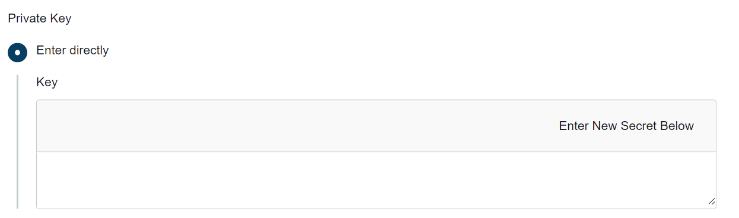 Private Key
Enter directly
Key
Enter New Secret Below